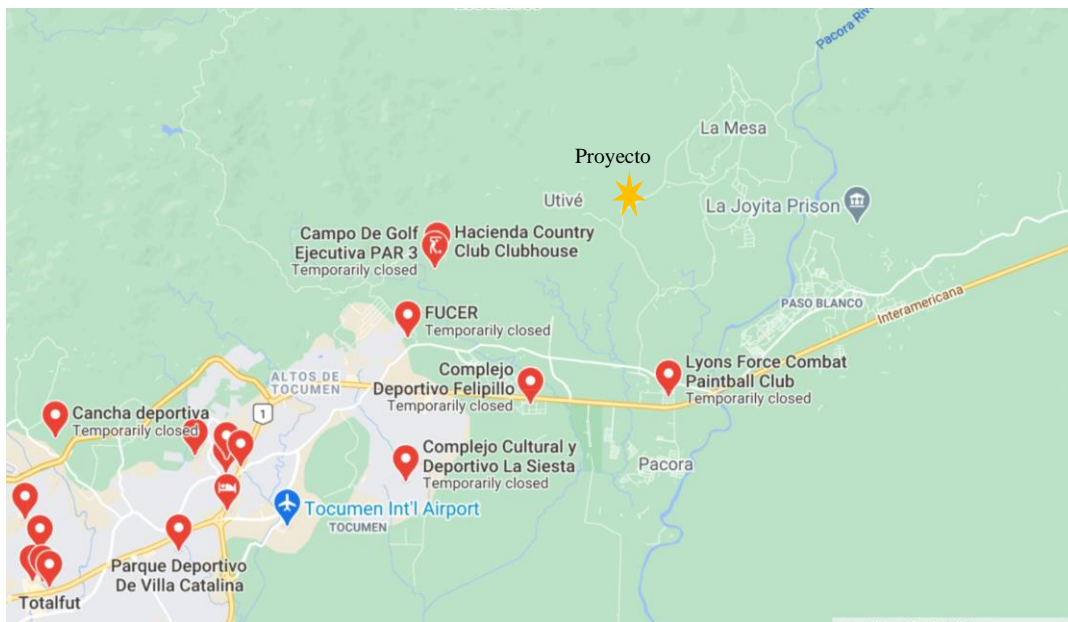 Pacora River
La Mesa
Proyecto
Utivé
La Joyita Prison
Campo De Golf
Ejecutiva PAR 3
Temporarily closed
Hacienda Country
Club Clubhouse
PASO BLANCO
Interamericana
FUCER
Temporarily closed
Complejo
Deportivo Felipillo
Temporarily closed
Lyons Force Combat
Paintball Club
Temporarily closed
ALTOS DE
TOCUMEN
1
Cancha deportiva
Temporarily closed
Complejo Cultural y
Deportivo La Siesta
Temporarily closed
Pacora
Tocumen Int'l Airport
TOCUMEN
Parque Deportivo
De Villa Catalina
Totalfut